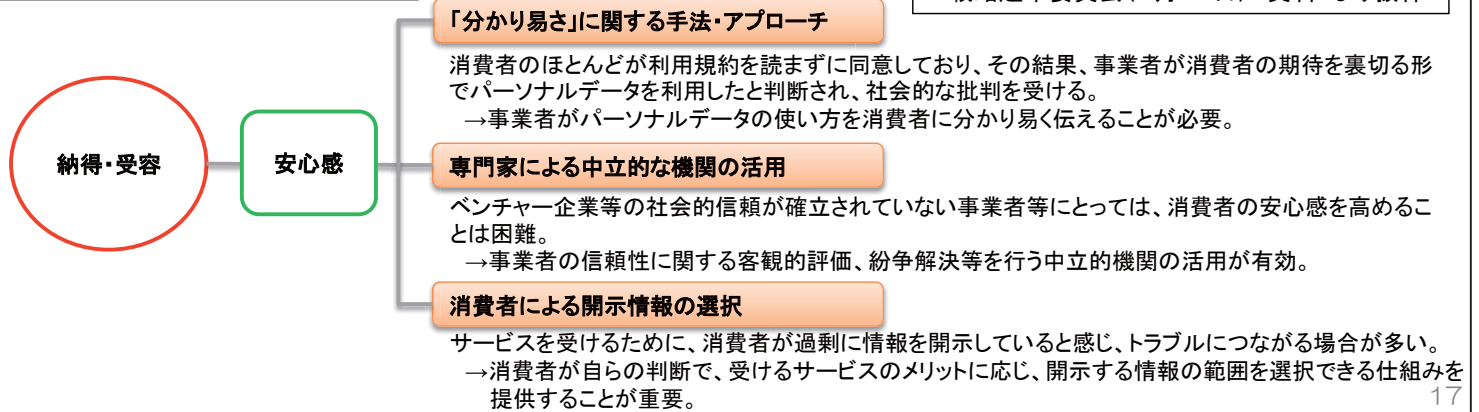 「分かり易さ」に関する手法・アプローチ
消費者のほとんどが利用規約を読まずに同意しており、その結果、事業者が消費者の期待を裏切る形
でパーソナルデータを利用したと判断され、社会的な批判を受ける。
→事業者がパーソナルデータの使い方を消費者に分かり易く伝えることが必要。
納得・受容
安心感
専門家による中立的な機関の活用
ベンチャー企業等の社会的信頼が確立されていない事業者等にとっては、消費者の安心感を高めるこ
とは困難。
→事業者の信頼性に関する客観的評価、紛争解決等を行う中立的機関の活用が有効。
消費者による開示情報の選択
サービスを受けるために、消費者が過剰に情報を開示していると感じ、トラブルにつながる場合が多い。
→消費者が自らの判断で、受けるサービスのメリットに応じ、開示する情報の範囲を選択できる仕組みを
提供することが重要。
17